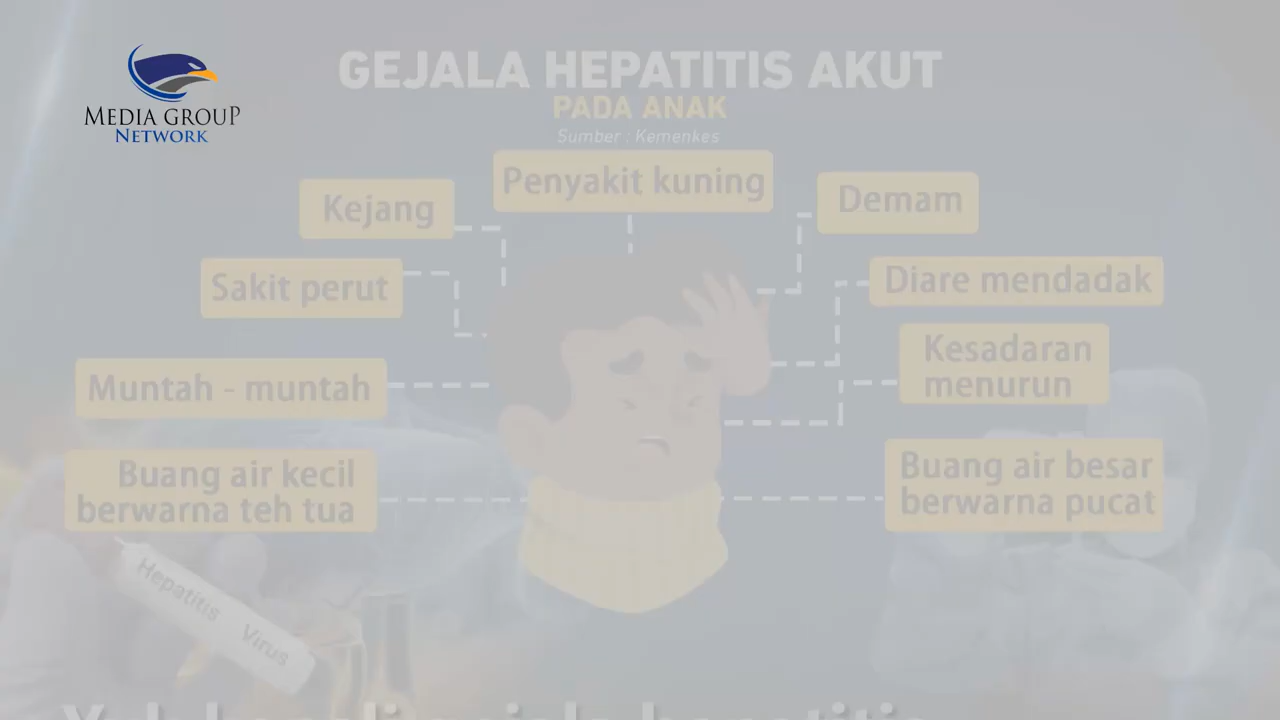 MEDIA GROUP
NETWORK
GEJALA HEPATITIS AKUT
PADA ANAK
Sumber : Kemenkes
Penyakit kuning
Kejang
Demam
Sakit perut
Diare mendadak
Muntah - muntah
Kesadaran
menurun
Buang air kecil
berwarna teh tua
Buang air besar
berwarna pucat
Hepatitis Virus
hepatitis